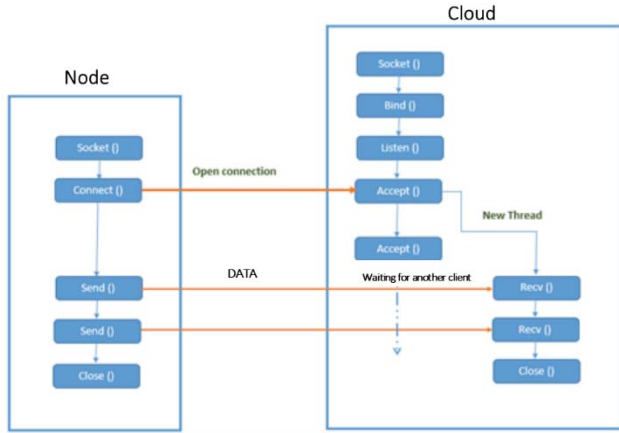 Cloud
Node
Socket ()
Bind ()
Socket ()
Listen ()
Open connection
Connect ()
Accept ()
New Thread
Accept ()
DATA
Waiting for another client
Send ()
Recv ()
Send ()
Recv ()
Close ()
Close ()